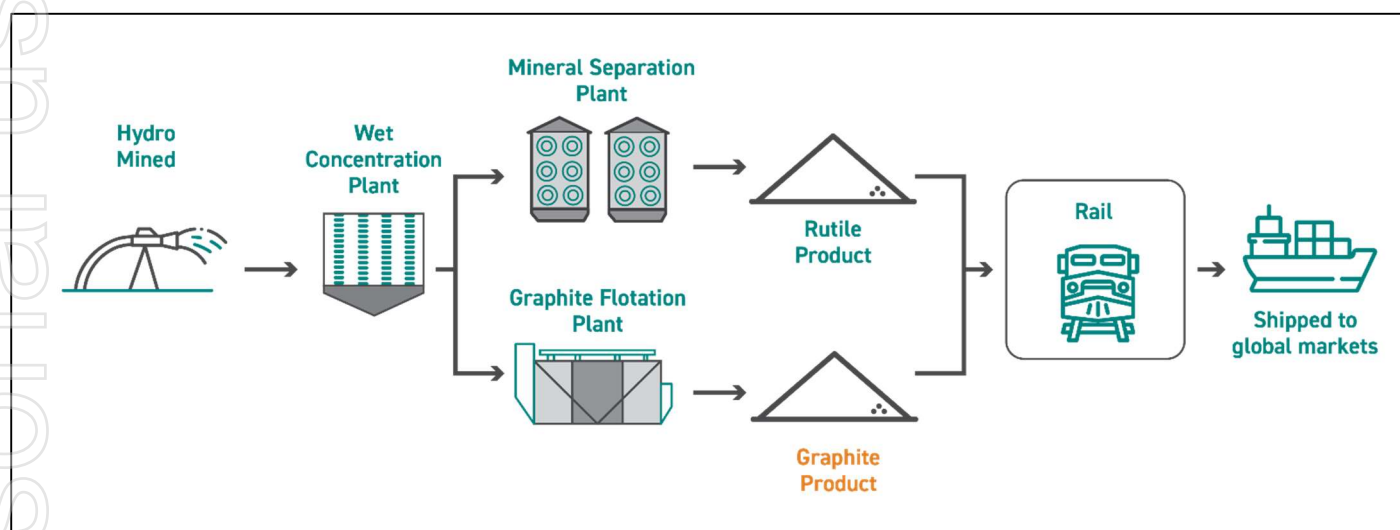 Hydro
Mined
Wet
Concentration
Plant
Mineral Separation
Plant
Graphite Flotation
Plant
Rutile
Product
Graphite
Product
Rail
Shipped to
global markets